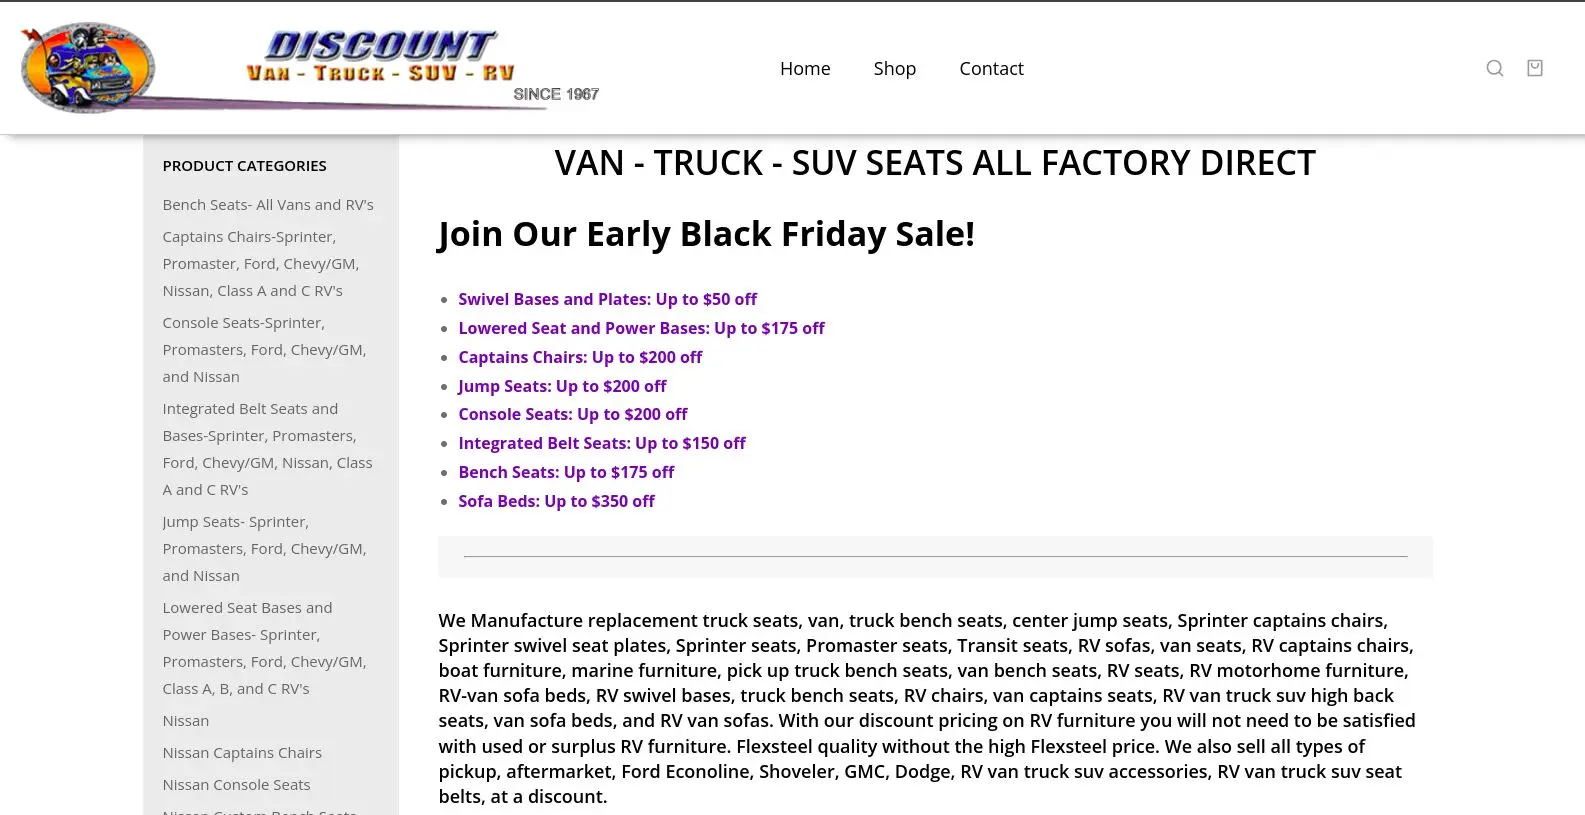 DISCOUNT
VAN - TRUCK - SUV - RV
SINCE 1967
Home
Shop
Contact
PRODUCT CATEGORIES
Bench Seats- All Vans and RV's
Captains Chairs-Sprinter,
Promaster, Ford, Chevy/GM,
Nissan, Class A and C RV's
Console Seats-Sprinter,
Promasters, Ford, Chevy/GM,
and Nissan
Integrated Belt Seats and
Bases-Sprinter, Promasters,
Ford, Chevy/GM, Nissan, Class
A and C RV's
Jump Seats- Sprinter,
Promasters, Ford, Chevy/GM,
and Nissan
Lowered Seat Bases and
Power Bases- Sprinter,
Promasters, Ford, Chevy/GM,
Class A, B, and C RV's
Nissan
Nissan Captains Chairs
Nissan Console Seats
Nissan Custom Bench Seats
VAN - TRUCK - SUV SEATS ALL FACTORY DIRECT
Join Our Early Black Friday Sale!
Swivel Bases and Plates: Up to $50 off
Lowered Seat and Power Bases: Up to $175 off
Captains Chairs: Up to $200 off
Jump Seats: Up to $200 off
Console Seats: Up to $200 off
Integrated Belt Seats: Up to $150 off
Bench Seats: Up to $175 off
Sofa Beds: Up to $350 off
We Manufacture replacement truck seats, van, truck bench seats, center jump seats, Sprinter captains chairs,
Sprinter swivel seat plates, Sprinter seats, Promaster seats, Transit seats, RV sofas, van seats, RV captains chairs,
boat furniture, marine furniture, pick up truck bench seats, van bench seats, RV seats, RV motorhome furniture,
RV-van sofa beds, RV swivel bases, truck bench seats, RV chairs, van captains seats, RV van truck suv high back
seats, van sofa beds, and RV van sofas. With our discount pricing on RV furniture you will not need to be satisfied
with used or surplus RV furniture. Flexsteel quality without the high Flexsteel price. We also sell all types of
pickup, aftermarket, Ford Econoline, Shoveler, GMC, Dodge, RV van truck suv accessories, RV van truck suv seat
belts, at a discount.